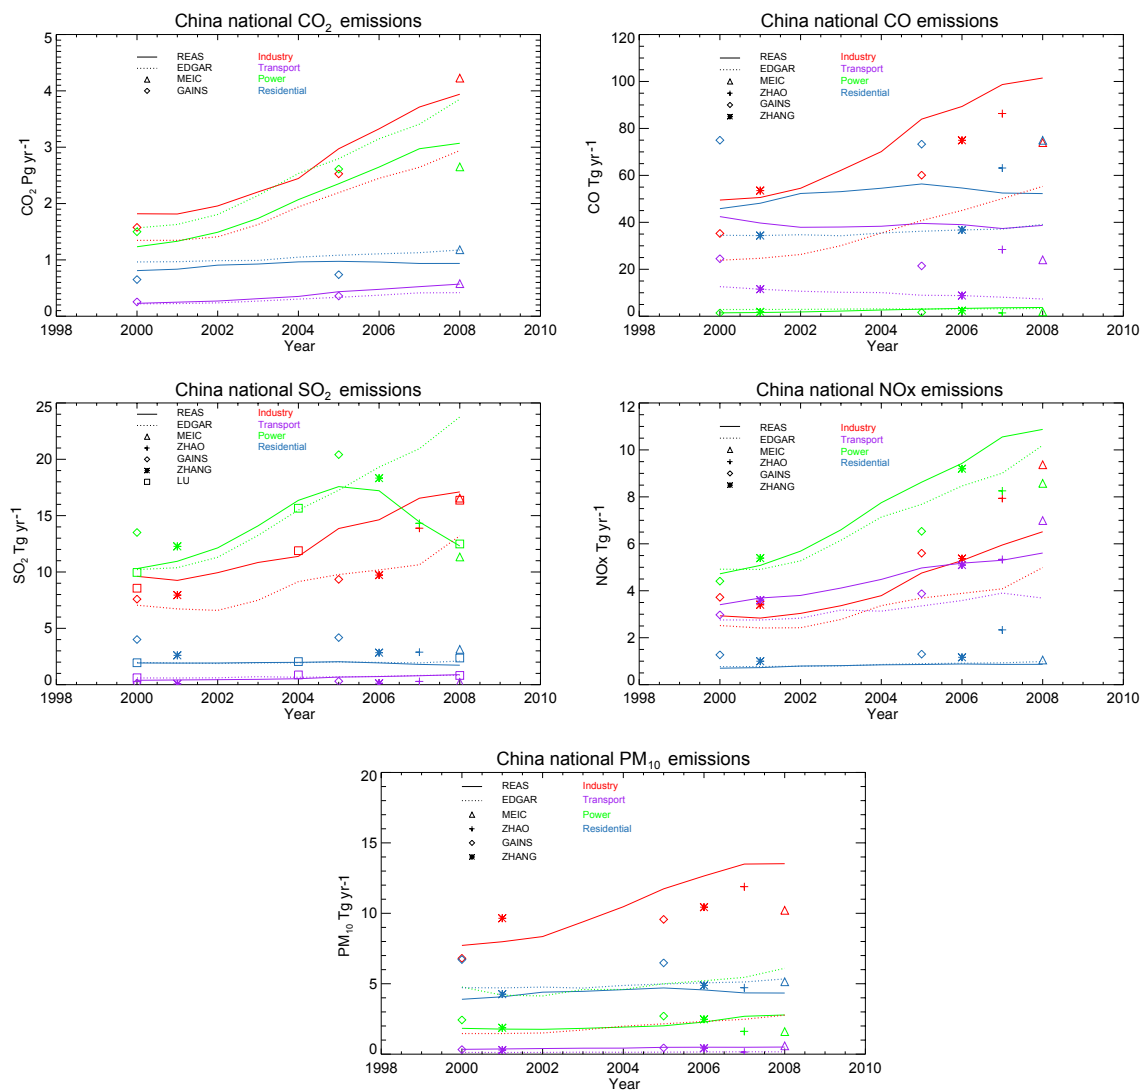 China national CO2 emissions
5
4
3
2
1
0
CO2 Pg yr-1
REAS Industry
EDGAR Transport
MEIC Power
GAINS Residential
1998 2000 2002 2004 2006 2008 2010
Year
China national CO emissions
120
100
80
60
40
20
0
CO Tg yr-1
REAS Industry
EDGAR Transport
MEIC Power
ZHAO Residential
GAINS
ZHANG
1998 2000 2002 2004 2006 2008 2010
Year
China national SO2 emissions
25
20
15
10
5
0
SO2 Tg yr-1
REAS Industry
EDGAR Transport
MEIC Power
ZHAO Residential
GAINS
ZHANG
LU
1998 2000 2002 2004 2006 2008 2010
Year
China national NOx emissions
12
10
8
6
4
2
0
NOx Tg yr-1
REAS Industry
EDGAR Transport
MEIC Power
ZHAO Residential
GAINS
ZHANG
1998 2000 2002 2004 2006 2008 2010
Year
China national PM10 emissions
20
15
10
5
0
PM10 Tg yr-1
REAS Industry
EDGAR Transport
MEIC Power
ZHAO Residential
GAINS
ZHANG
1998 2000 2002 2004 2006 2008 2010
Year